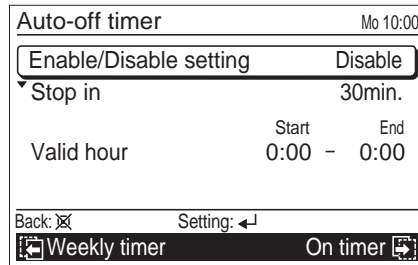 Auto-off timer Mo 10:00
Enable/Disable setting Disable
Stop in 30min.
Start End
Valid hour 0:00 – 0:00
Back: Setting:
Weekly timer On timer